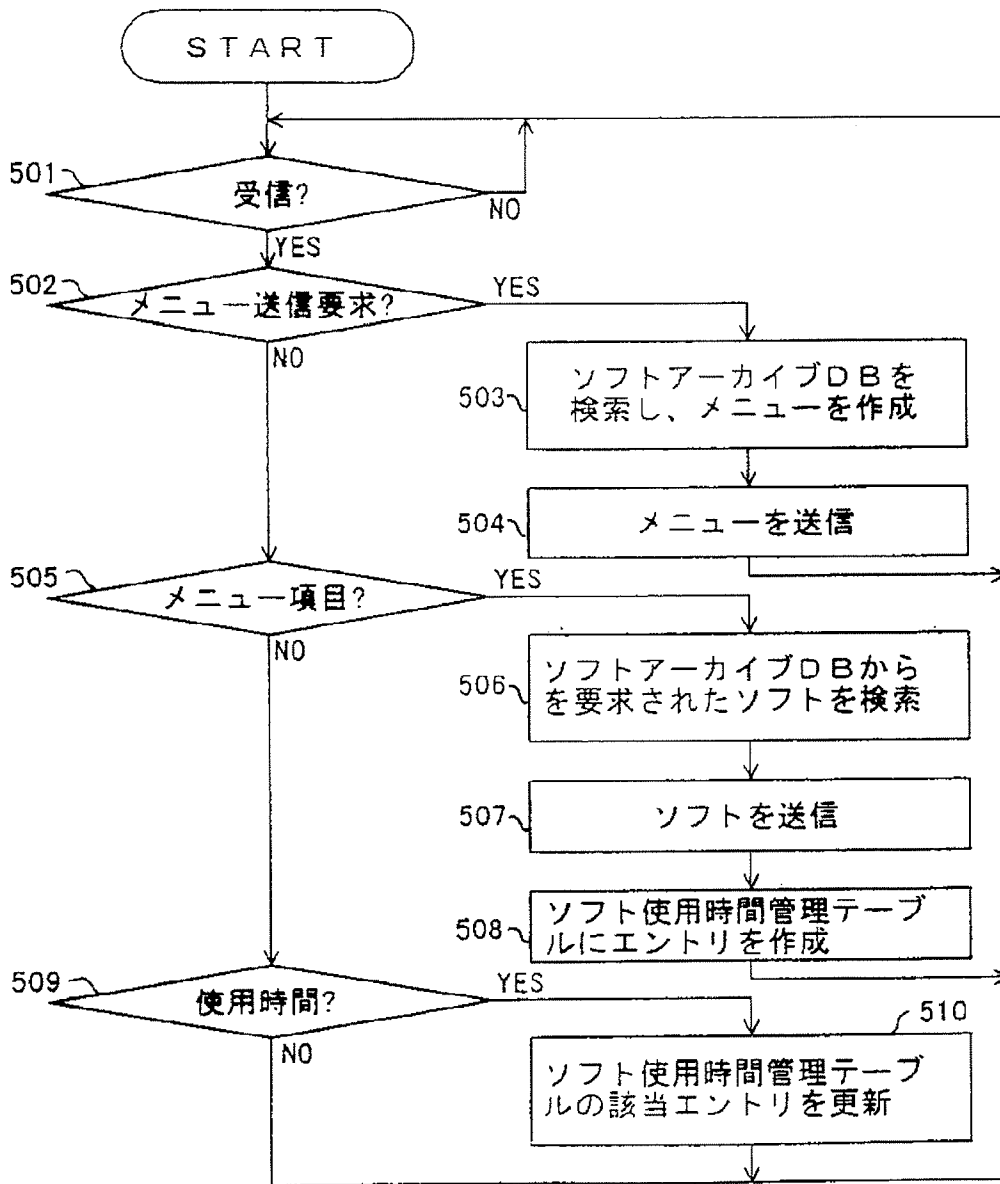 START
501
受信?
NO
YES
502
メニュー送信要求?
YES
NO
503
ソフトアーカイブDBを
検索し、メニューを作成
504
メニューを送信
505
メニュー項目?
YES
NO
506
ソフトアーカイブDBから
を要求されたソフトを検索
507
ソフトを送信
508
ソフト使用時間管理テーブ
ルにエントリを作成
509
使用時間?
YES
NO
510
ソフト使用時間管理テーブ
ルの該当エントリを更新